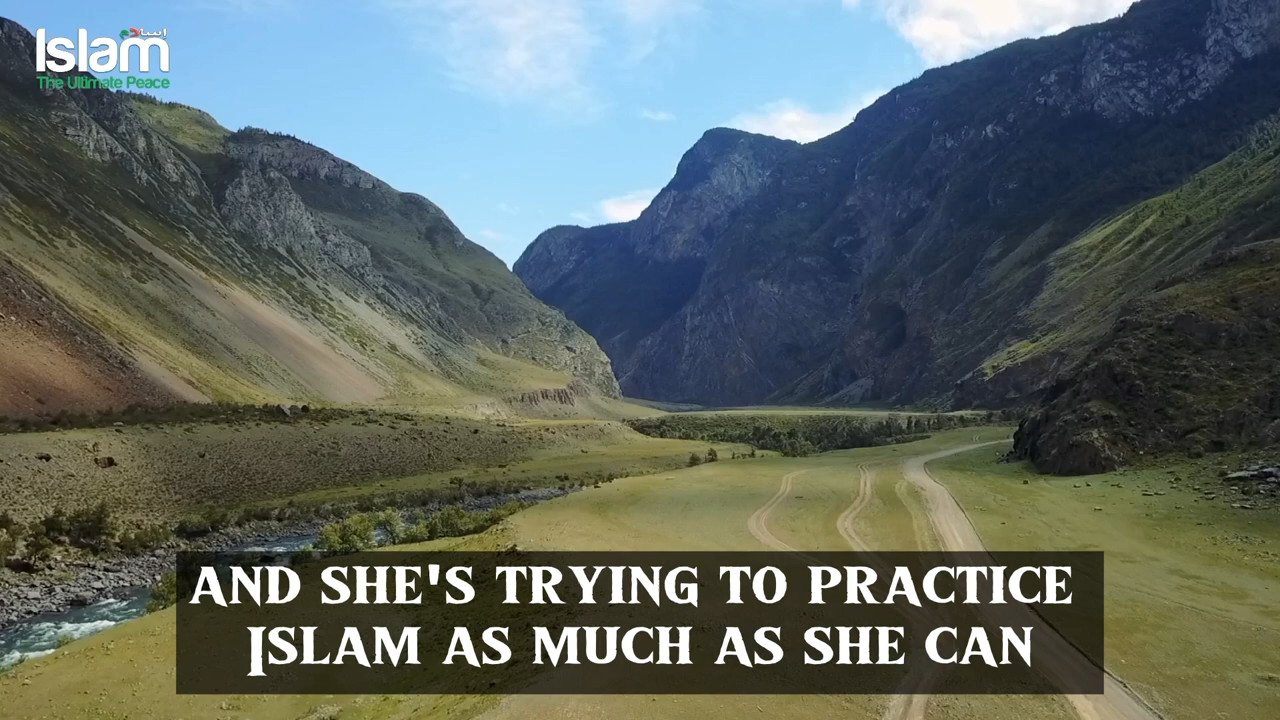 Islam
The Ultimate Peace
AND SHE'S TRYING TO PRACTICE
ISLAM AS MUCH AS SHE CAN